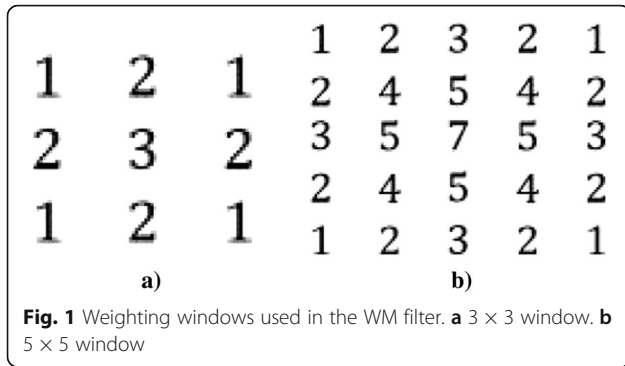 1 2 1
2 3 2
1 2 1
a)
1 2 3 2 1
2 4 5 4 2
3 5 7 5 3
2 4 5 4 2
1 2 3 2 1
b)
Fig. 1 Weighting windows used in the WM filter. a 3 × 3 window. b
5 × 5 window